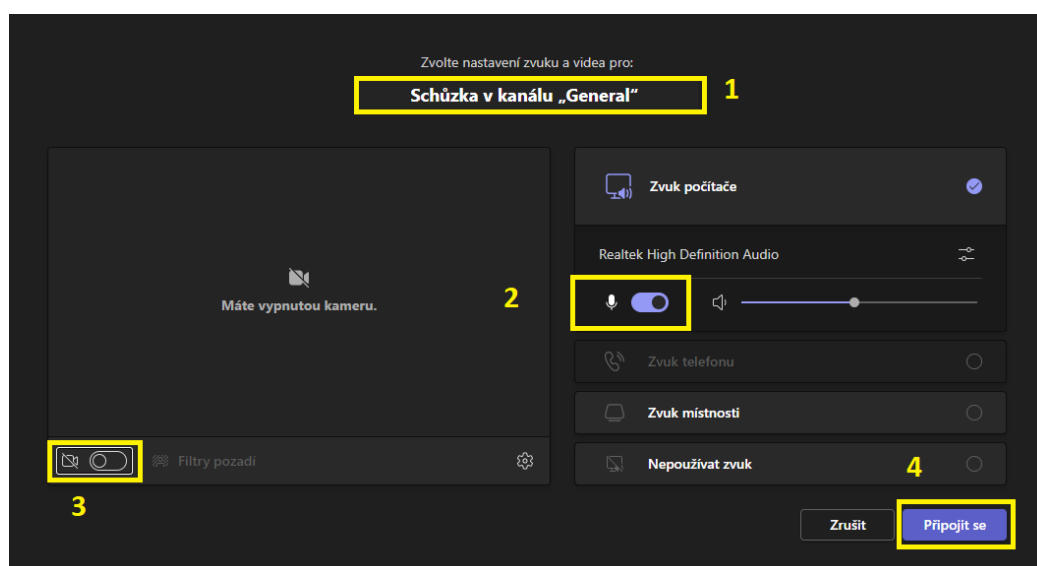 Zvolte nastavení zvuku a videa pro:
Schůzka v kanálu „General“
1
Zvuk počítače
Realtek High Definition Audio
Máte vypnutou kameru.
2
Zvuk telefonu
Zvuk místnosti
Filtry pozadí
Nepoužívat zvuk
4
3
Zrušit
Připojit se